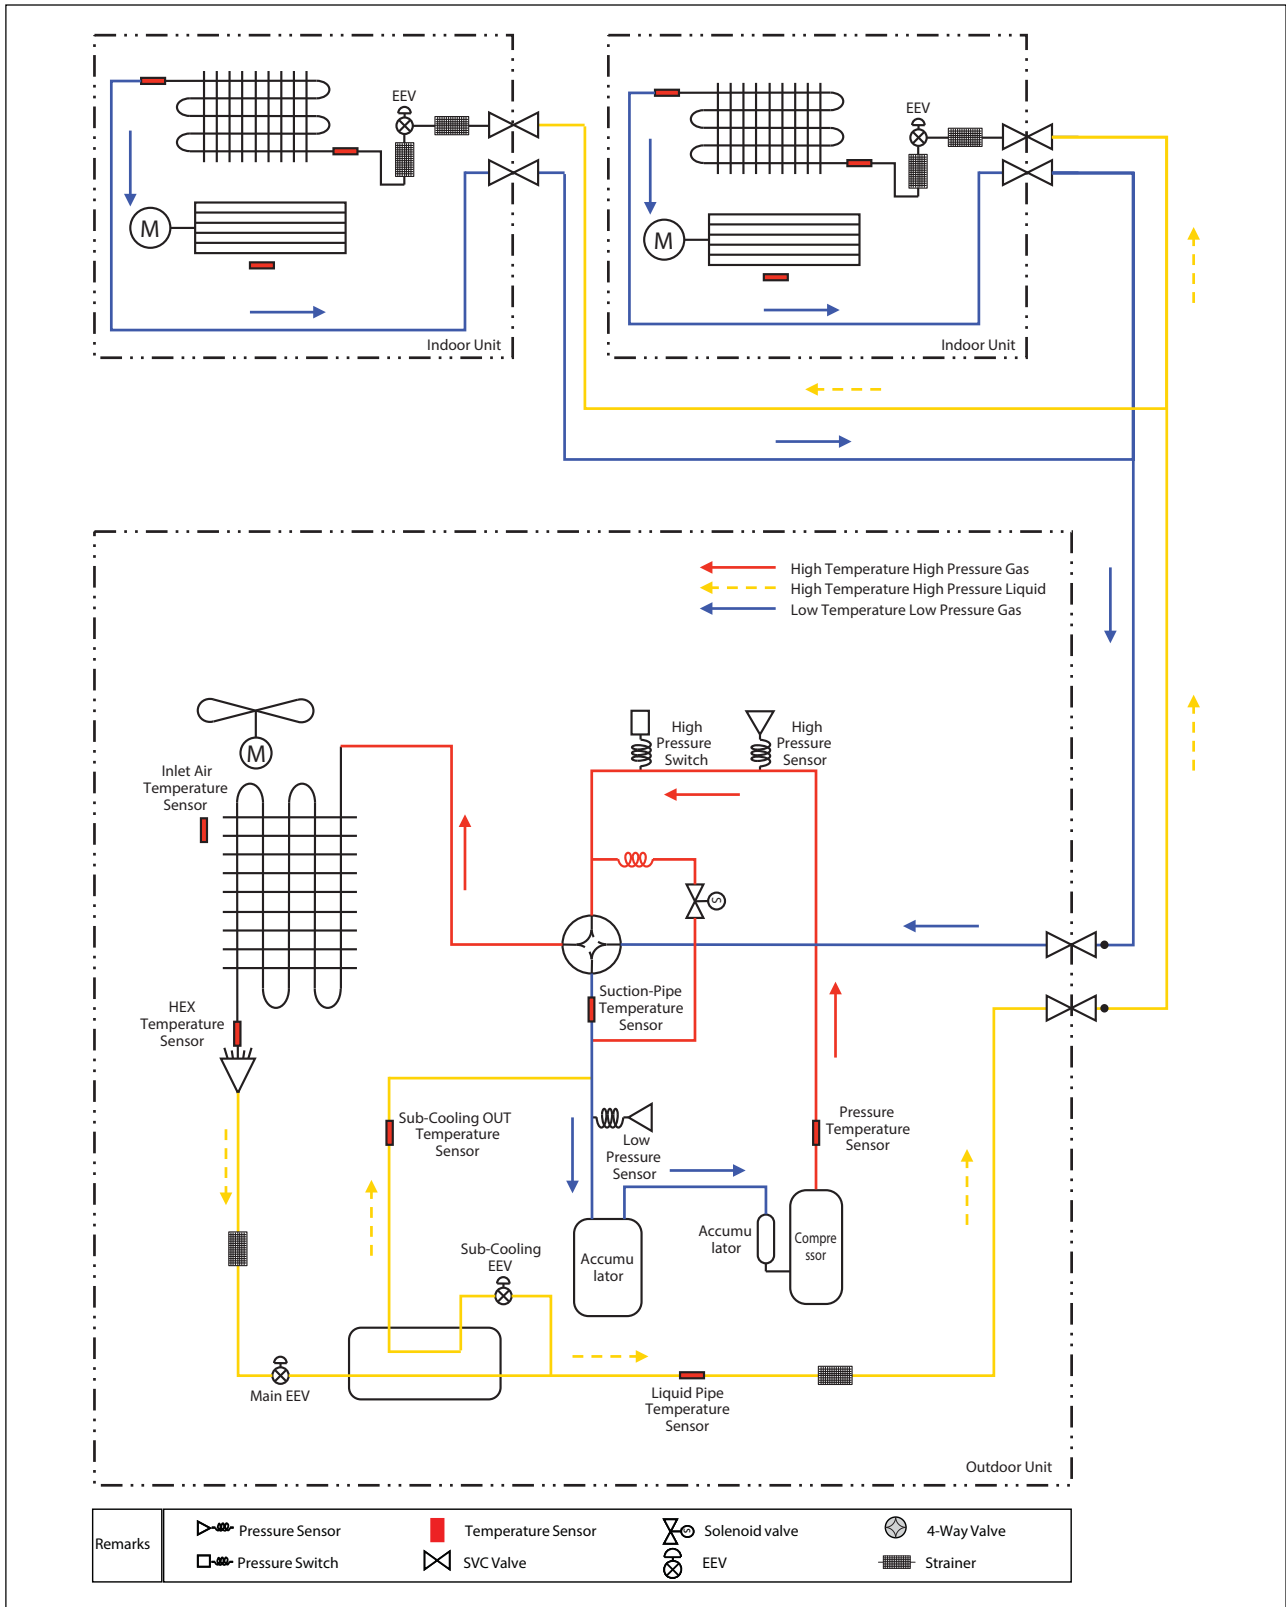 EEV
M
Indoor Unit
EEV
M
Indoor Unit
High Temperature High Pressure Gas
High Temperature High Pressure Liquid
Low Temperature Low Pressure Gas
M
Inlet Air
Temperature
Sensor
High
Pressure
Switch
High
Pressure
Sensor
S
HEX
Temperature
Sensor
Suction-Pipe
Temperature
Sensor
Sub-Cooling OUT
Temperature
Sensor
Low
Pressure
Sensor
Pressure
Temperature
Sensor
Sub-Cooling
EEV
Accumu
lator
Accumu
lator
Compre
ssor
Main EEV
Liquid Pipe
Temperature
Sensor
Outdoor Unit
Remarks
Pressure Sensor
Temperature Sensor
S
Solenoid valve
4-Way Valve
Pressure Switch
SVC Valve
EEV
Strainer